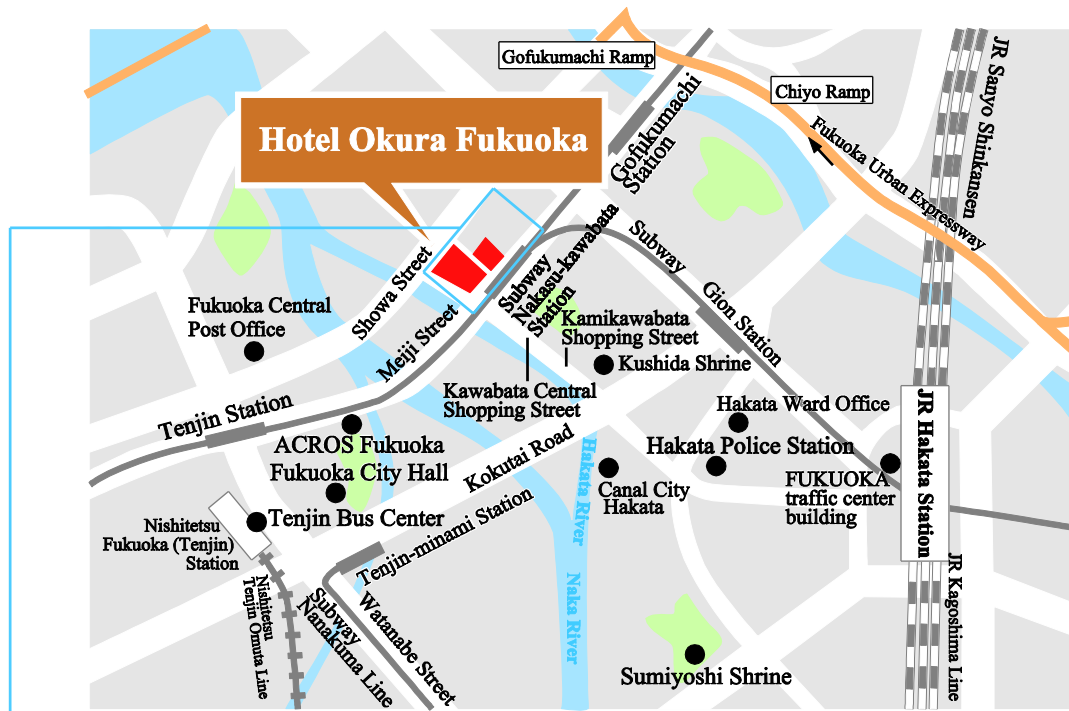 Gofukumachi Ramp
Chiyo Ramp
JR Sanyo Shinkansen
Fukuoka Urban Expressway
Hotel Okura Fukuoka
Gofukumachi
Station
Subway
Nakasu-kawabata
Station
Subway
Gion Station
Showa Street
Meiji Street
Fukuoka Central
Post Office
Kamikawabata
Shopping Street
Kushida Shrine
Kawabata Central
Shopping Street
Tenjin Station
ACROS Fukuoka
Fukuoka City Hall
Tenjin Bus Center
Kokutai Road
Hakata River
Canal City
Hakata
Hakata Ward Office
Hakata Police Station
FUKUOKA
traffic center
building
JR Hakata Station
Nishitetsu
Fukuoka (Tenjin)
Station
Tenjin-minami Station
Nishitetsu
Tenjin Omuta Line
Subway
Nanakuma Line
Watanabe Street
Naka River
Sumiyoshi Shrine
JR Kagoshima Line